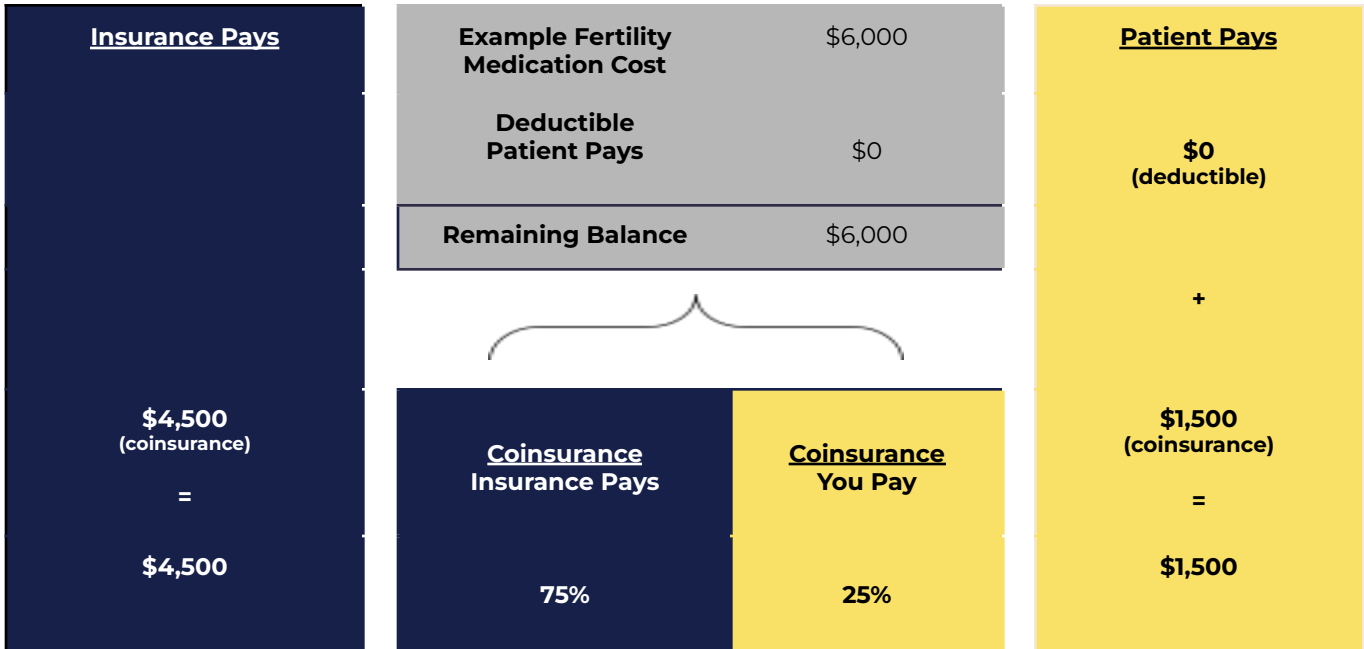 Insurance Pays
$4,500
(coinsurance)
=
$4,500
Example Fertility
Medication Cost
$6,000
Deductible
Patient Pays
$0
Remaining Balance
$6,000
Coinsurance
Insurance Pays
75%
Coinsurance
You Pay
25%
Patient Pays
$0
(deductible)
+
$1,500
(coinsurance)
=
$1,500